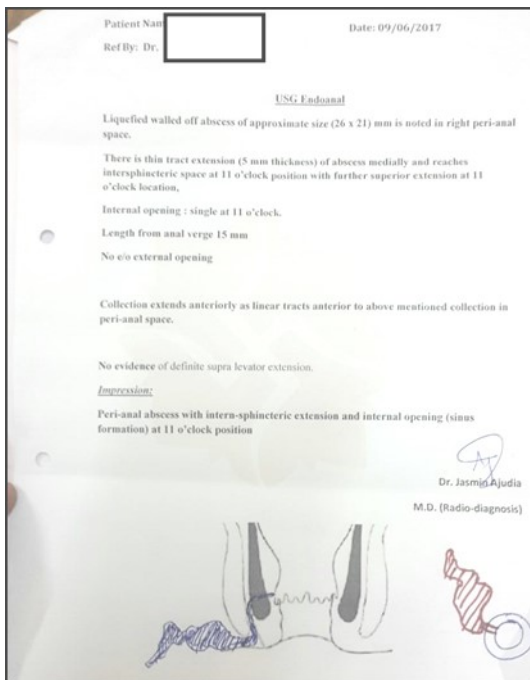 Patient Nam
Date: 09/06/2017
Ref By: Dr.
USG Endoanal
Liquefied walled off abscess of approximate size (26 x 21) mm is noted in right peri-anal
space.
There is thin tract extension (5 mm thickness) of abscess medially and reaches
intersphincteric space at 11 o'clock position with further superior extension at 11
o'clock location,
Internal opening : single at 11 o'clock.
Length from anal verge 15 mm
No e/o external opening
Collection extends anteriorly as linear tracts anterior to above mentioned collection in
peri-anal space.
No evidence of definite supra levator extension.
Impression:
Peri-anal abscess with intern-sphincteric extension and internal opening (sinus
formation) at 11 o'clock position
Dr. Jasmin Ajudia
M.D. (Radio-diagnosis)